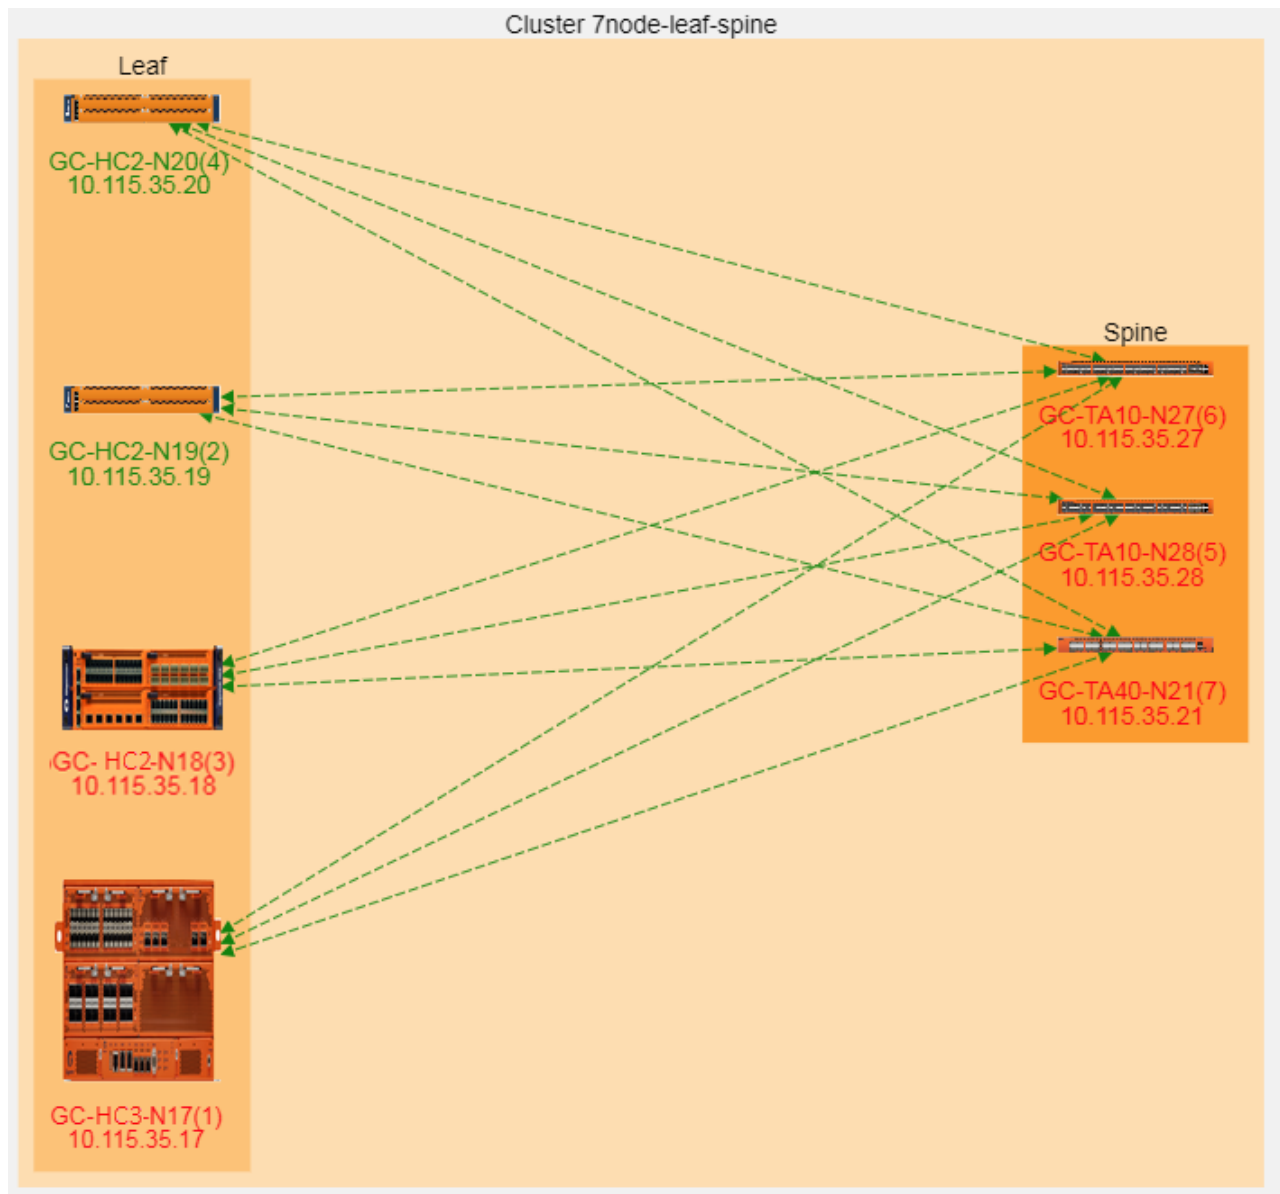 Cluster 7node-leaf-spine
Leaf
GC-HC2-N20(4)
10.115.35.20
GC-HC2-N19(2)
10.115.35.19
GC- HC2-N18(3)
10.115.35.18
GC-HC3-N17(1)
10.115.35.17
Spine
GC-TA10-N27(6)
10.115.35.27
GC-TA10-N28(5)
10.115.35.28
GC-TA40-N21(7)
10.115.35.21